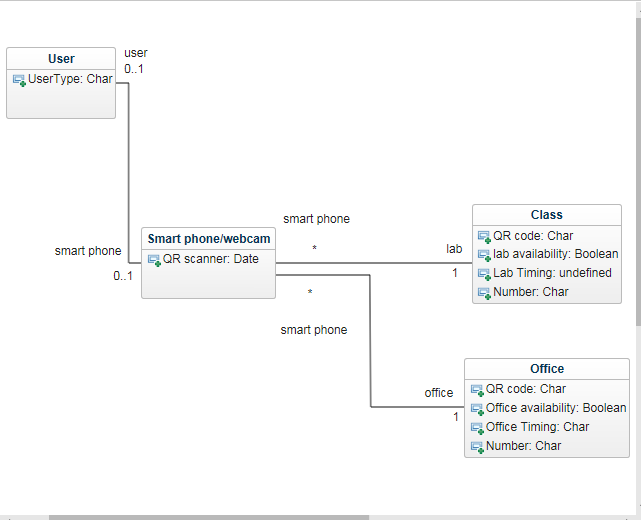 User
UserType: Char
user
0..1
smart phone
0..1
Smart phone/webcam
QR scanner: Date
smart phone
*
lab
1
*
smart phone
office
1
Class
QR code: Char
lab availability: Boolean
Lab Timing: undefined
Number: Char
Office
QR code: Char
Office availability: Boolean
Office Timing: Char
Number: Char